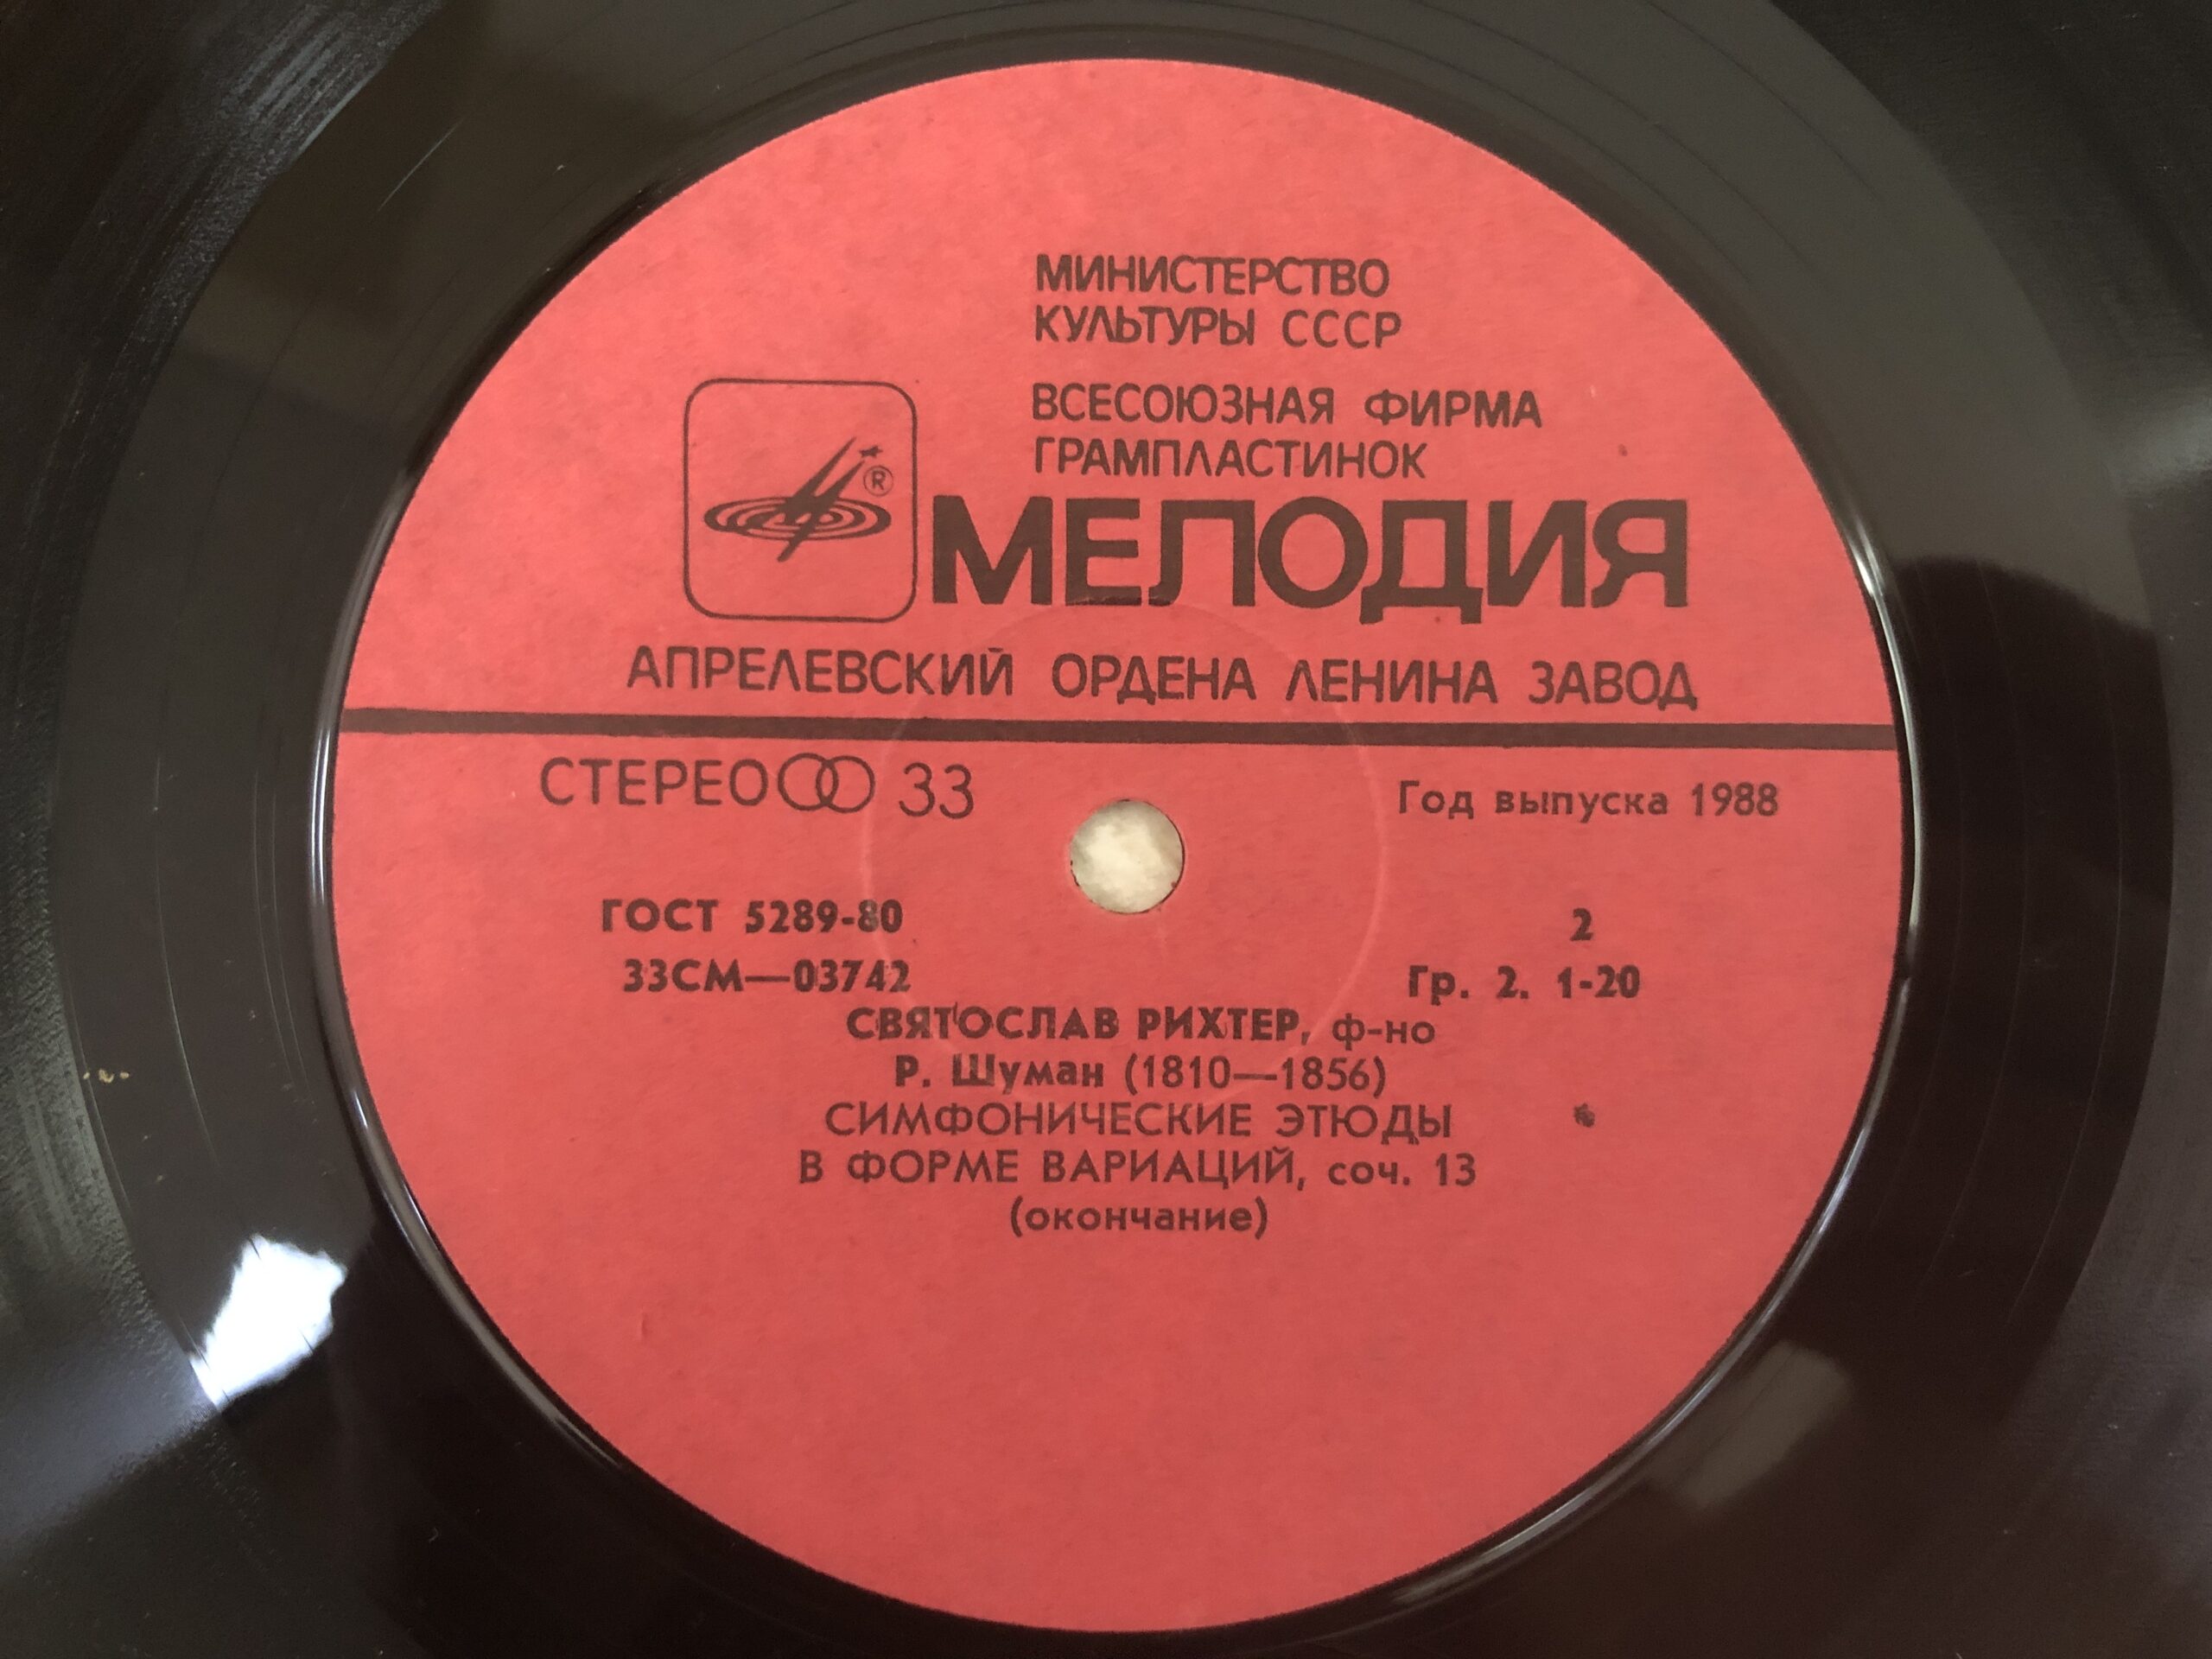 МИНИСТЕРСТВО
КУЛЬТУРЫ СССР
ВСЕСОЮЗНАЯ ФИРМА
ГРАМПЛАСТИНОК
®
МЕЛОДИЯ
АПРЕЛЕВСКИЙ ОРДЕНА ЛЕНИНА ЗАВОД
СТЕРЕО 33
Год выпуска 1988
ГОСТ 5289-80
2
33СМ—03742
Гр. 2. 1-20
СВЯТОСЛАВ РИХТЕР, ф-но
Р. Шуман (1810—1856)
СИМФОНИЧЕСКИЕ ЭТЮДЫ
В ФОРМЕ ВАРИАЦИЙ, соч. 13
(окончание)